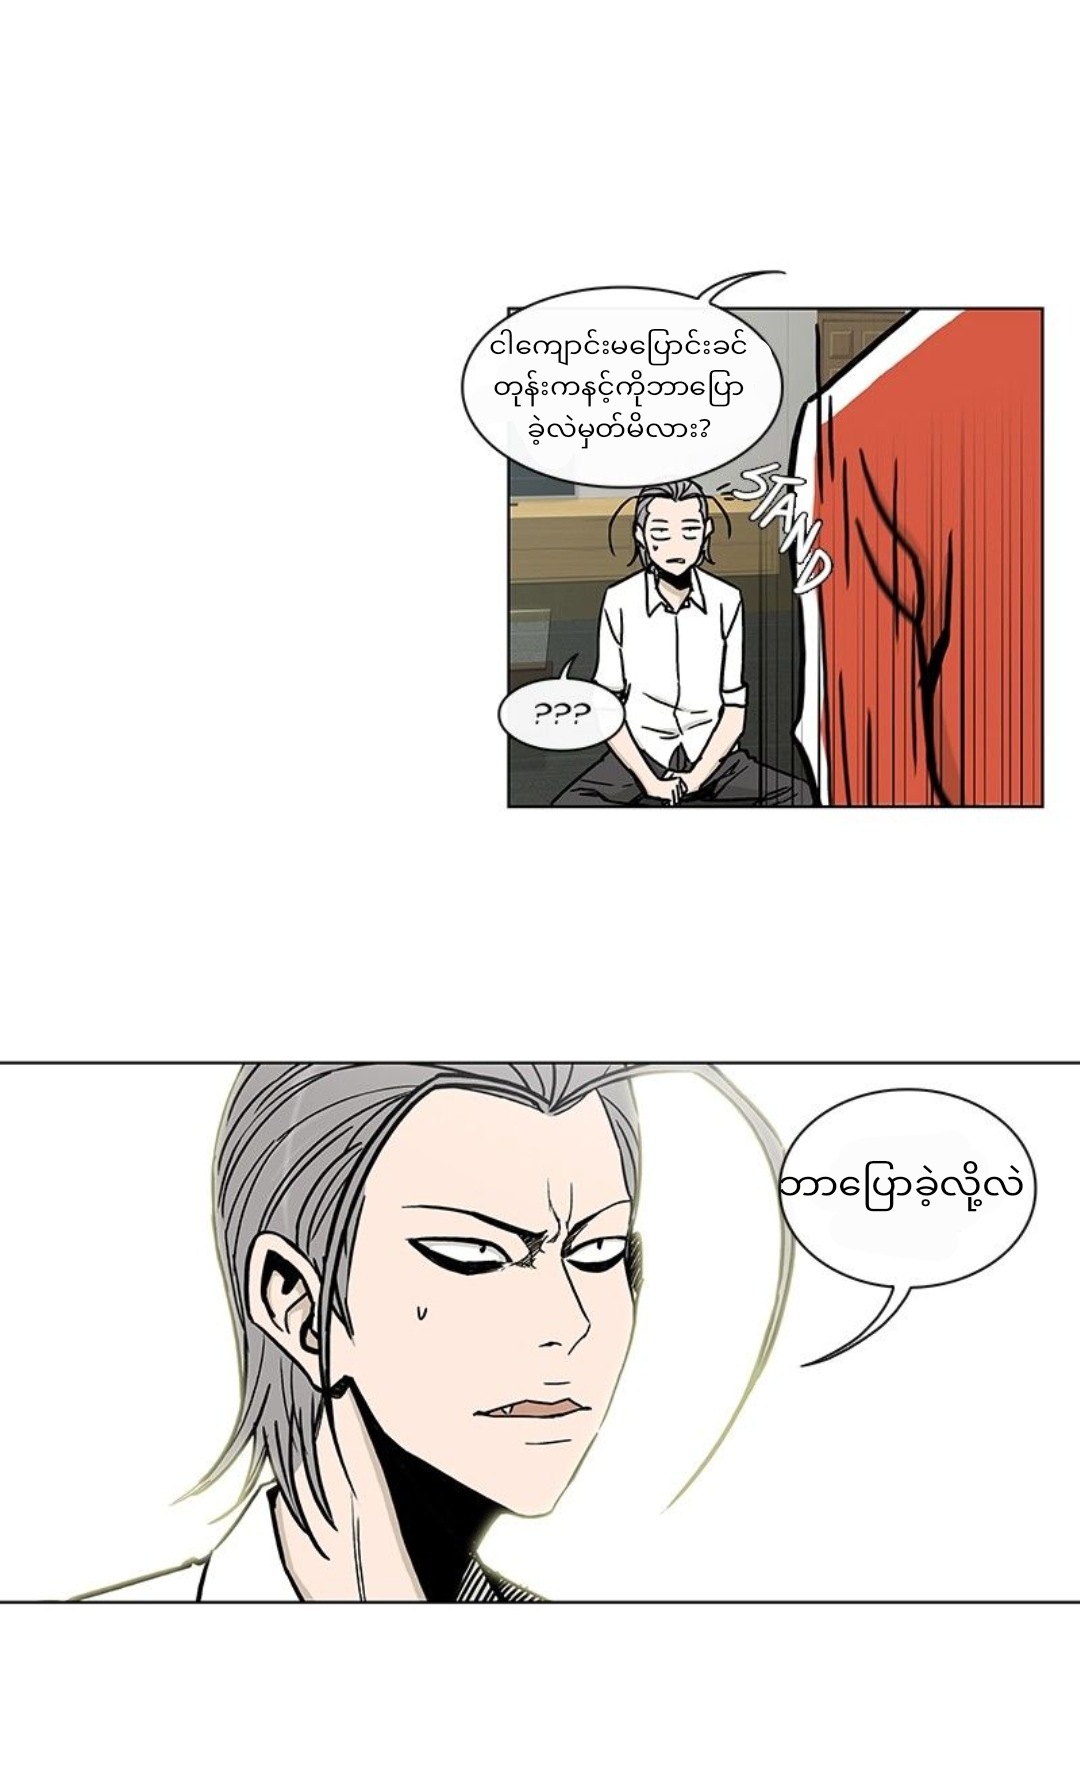 ငါကျောင်းမပြောင်းခင်
တုန်းကနင့်ကိုဘာပြော
ခဲ့လဲမှတ်မိလား?
STAND
???
ဘာပြောခဲ့လို့လဲ